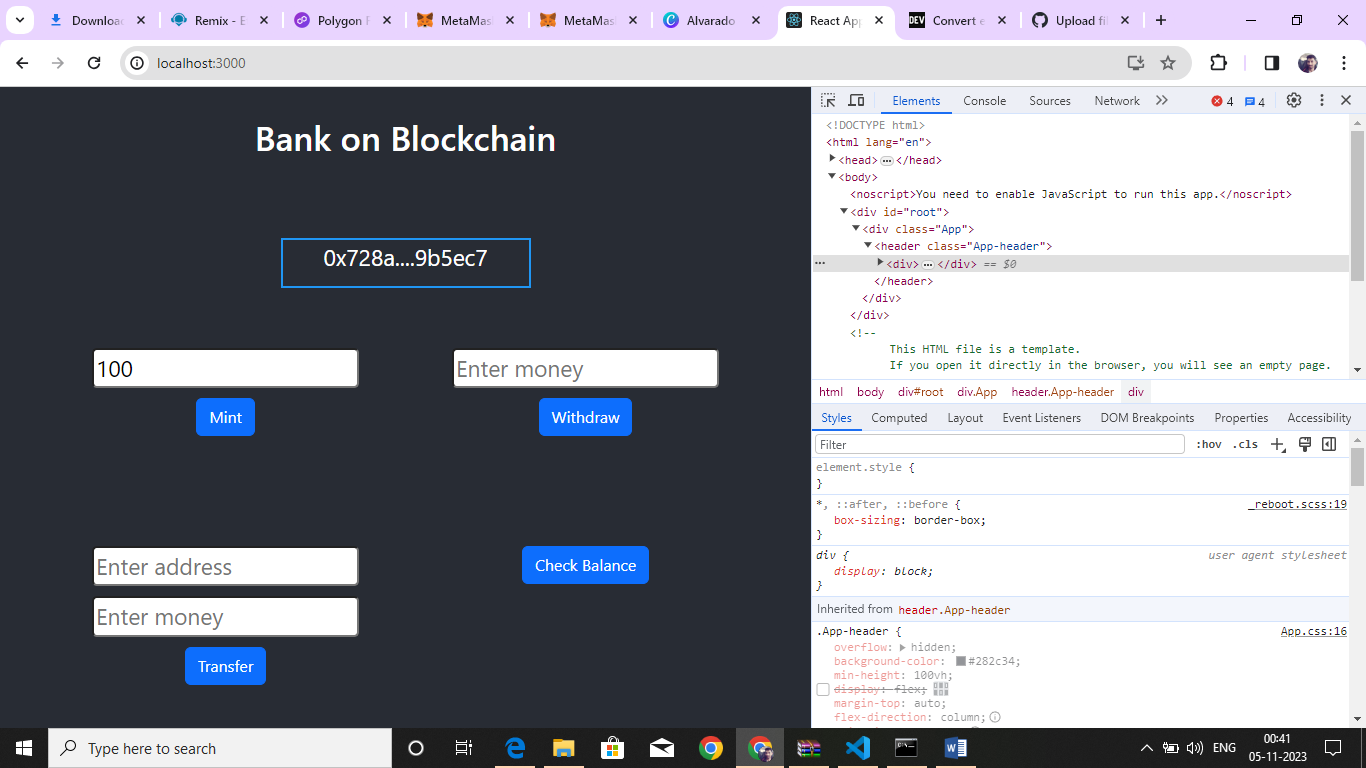 Download
Remix - E
Polygon F
MetaMas
MetaMas
Alvarado
React App
DEV
Convert e
Upload fil
localhost:3000
Bank on Blockchain
0x728a....9b5ec7
100
Enter money
Mint
Withdraw
Enter address
Check Balance
Enter money
Transfer
Elements Console Sources Network 4 4
<!DOCTYPE html>
<html lang="en">
<head> ⋯ </head>
<body>
<noscript>You need to enable JavaScript to run this app.</noscript>
<div id="root">
<div class="App">
<header class="App-header">
<div> ⋯ </div> == $0
</header>
</div>
</div>
<!--
This HTML file is a template.
If you open it directly in the browser, you will see an empty page.
html body div#root div.App header.App-header div
Styles Computed Layout Event Listeners DOM Breakpoints Properties Accessibility
Filter :hov .cls
element.style {
}
*, ::after, ::before { _reboot.scss:19
box-sizing: border-box;
}
div { user agent stylesheet
display: block;
}
Inherited from header.App-header
.App-header { App.css:16
overflow: hidden;
background-color: #282c34;
min-height: 100vh;
display: flex;
margin-top: auto;
flex-direction: column;
Type here to search
ENG
00:41
05-11-2023